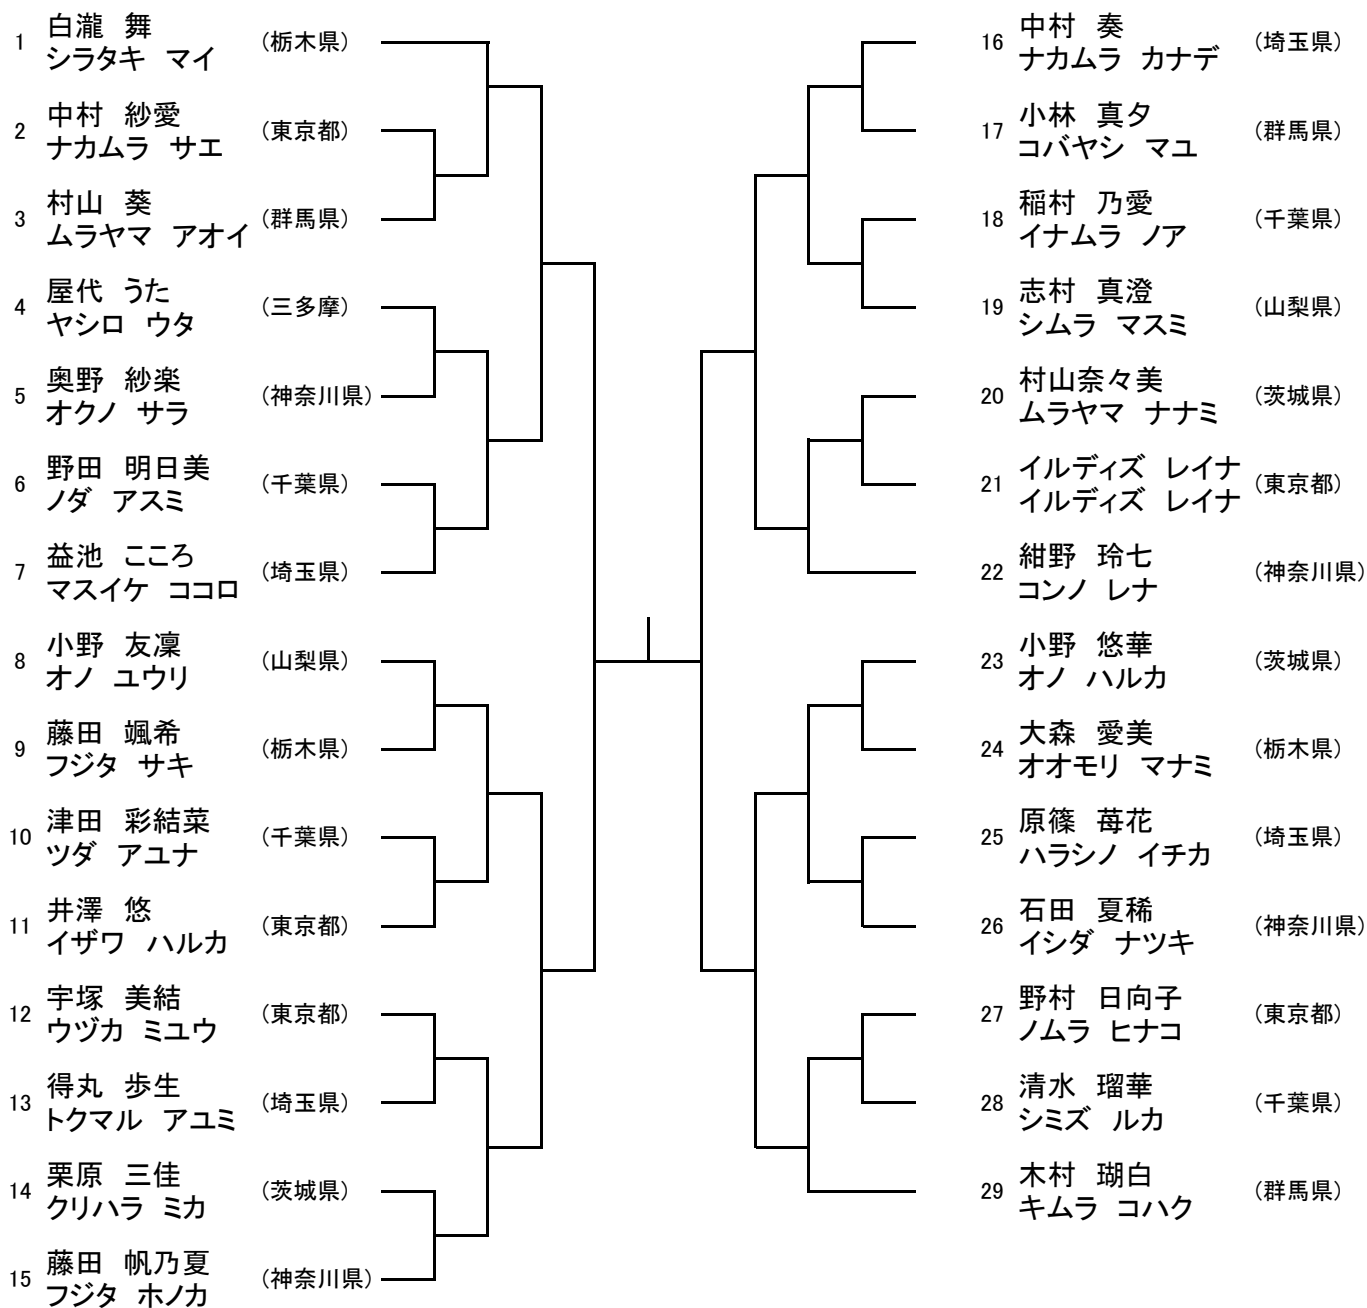 1 白瀧 舞 (栃木県)
シラタキ マイ
2 中村 紗愛 (東京都)
ナカムラ サエ
3 村山 葵 (群馬県)
ムラヤマ アオイ
4 屋代 うた (三多摩)
ヤシロ ウタ
5 奥野 紗楽 (神奈川県)
オクノ サラ
6 野田 明日美 (千葉県)
ノダ アスミ
7 益池 こころ (埼玉県)
マスイケ ココロ
8 小野 友凜 (山梨県)
オノ ユウリ
9 藤田 颯希 (栃木県)
フジタ サキ
10 津田 彩結菜 (千葉県)
ツダ アユナ
11 井澤 悠 (東京都)
イザワ ハルカ
12 宇塚 美結 (東京都)
ウヅカ ミユウ
13 得丸 歩生 (埼玉県)
トクマル アユミ
14 栗原 三佳 (茨城県)
クリハラ ミカ
15 藤田 帆乃夏 (神奈川県)
フジタ ホノカ
16 中村 奏 (埼玉県)
ナカムラ カナデ
17 小林 真夕 (群馬県)
コバヤシ マユ
18 稲村 乃愛 (千葉県)
イナムラ ノア
19 志村 真澄 (山梨県)
シムラ マスミ
20 村山奈々美 (茨城県)
ムラヤマ ナナミ
21 イルディズ レイナ (東京都)
イルディズ レイナ
22 紺野 玲七 (神奈川県)
コンノ レナ
23 小野 悠華 (茨城県)
オノ ハルカ
24 大森 愛美 (栃木県)
オオモリ マナミ
25 原篠 苺花 (埼玉県)
ハラシノ イチカ
26 石田 夏稀 (神奈川県)
イシダ ナツキ
27 野村 日向子 (東京都)
ノムラ ヒナコ
28 清水 瑠華 (千葉県)
シミズ ルカ
29 木村 瑚白 (群馬県)
キムラ コハク